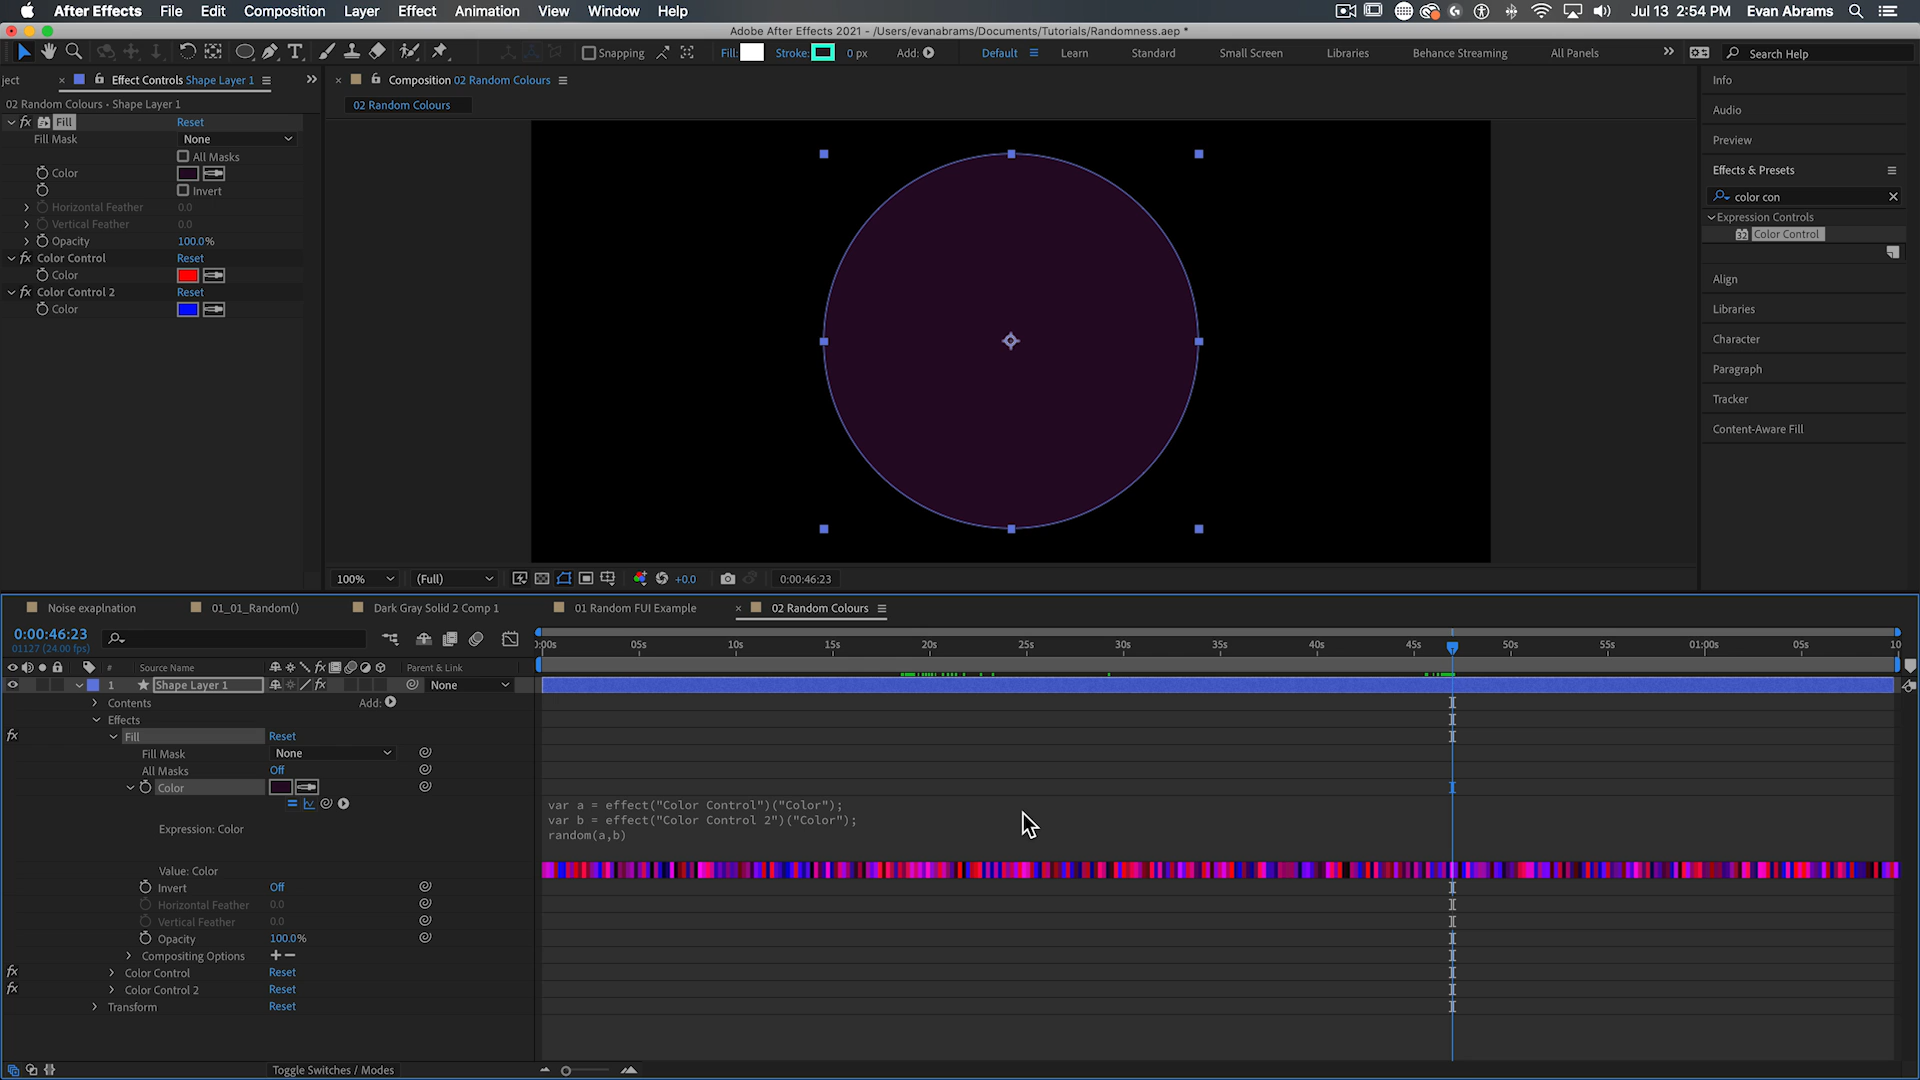 After Effects File Edit Composition Layer Effect Animation View Window Help Jul 13 2:54 PM Evan Abrams
Adobe After Effects 2021 - /Users/evanabrams/Documents/Tutorials/Randomness.aep *
Snapping Fill: Stroke: 0 px Add: Default Learn Standard Small Screen Libraries Behance Streaming All Panels Search Help
ject Effect Controls Shape Layer 1
02 Random Colours • Shape Layer 1
Fill Reset
Fill Mask None
All Masks
Color
Invert
Horizontal Feather 0.0
Vertical Feather 0.0
Opacity 100.0%
Color Control Reset
Color
Color Control 2 Reset
Color
Composition 02 Random Colours
02 Random Colours
100% (Full) +0.0 0:00:46:23
Info
Audio
Preview
Effects & Presets
color con
Expression Controls
32 Color Control
Align
Libraries
Character
Paragraph
Tracker
Content-Aware Fill
Noise exaplnation 01_01_Random() Dark Gray Solid 2 Comp 1 01 Random FUI Example 02 Random Colours
0:00:46:23
01127 (24.00 fps)
:00s 05s 10s 15s 20s 25s 30s 35s 40s 45s 50s 55s 01:00s 05s 10
# Source Name Parent & Link
1 Shape Layer 1 None
Contents Add:
Effects
Fill Reset
Fill Mask None
All Masks Off
Color
var a = effect("Color Control")("Color");
var b = effect("Color Control 2")("Color");
random(a,b)
Expression: Color
Value: Color
Invert Off
Horizontal Feather 0.0
Vertical Feather 0.0
Opacity 100.0%
Compositing Options
Color Control Reset
Color Control 2 Reset
Transform Reset
Toggle Switches / Modes